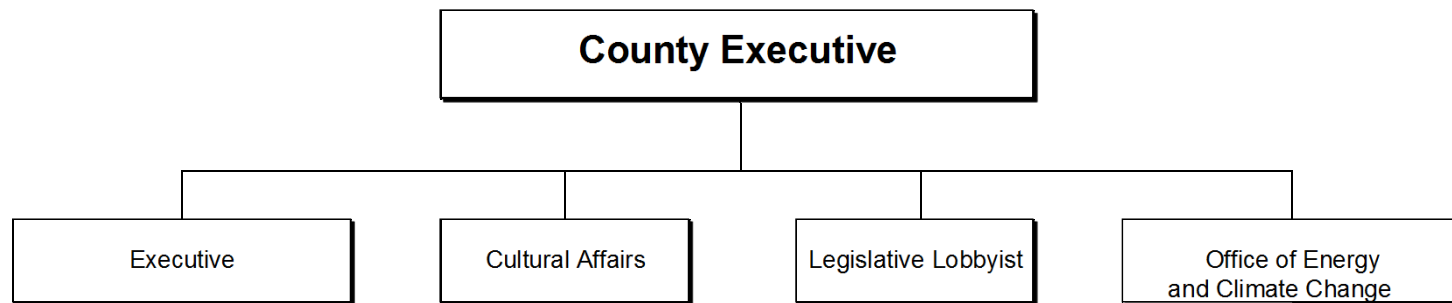 County Executive
Executive
Cultural Affairs
Legislative Lobbyist
Office of Energy
and Climate Change